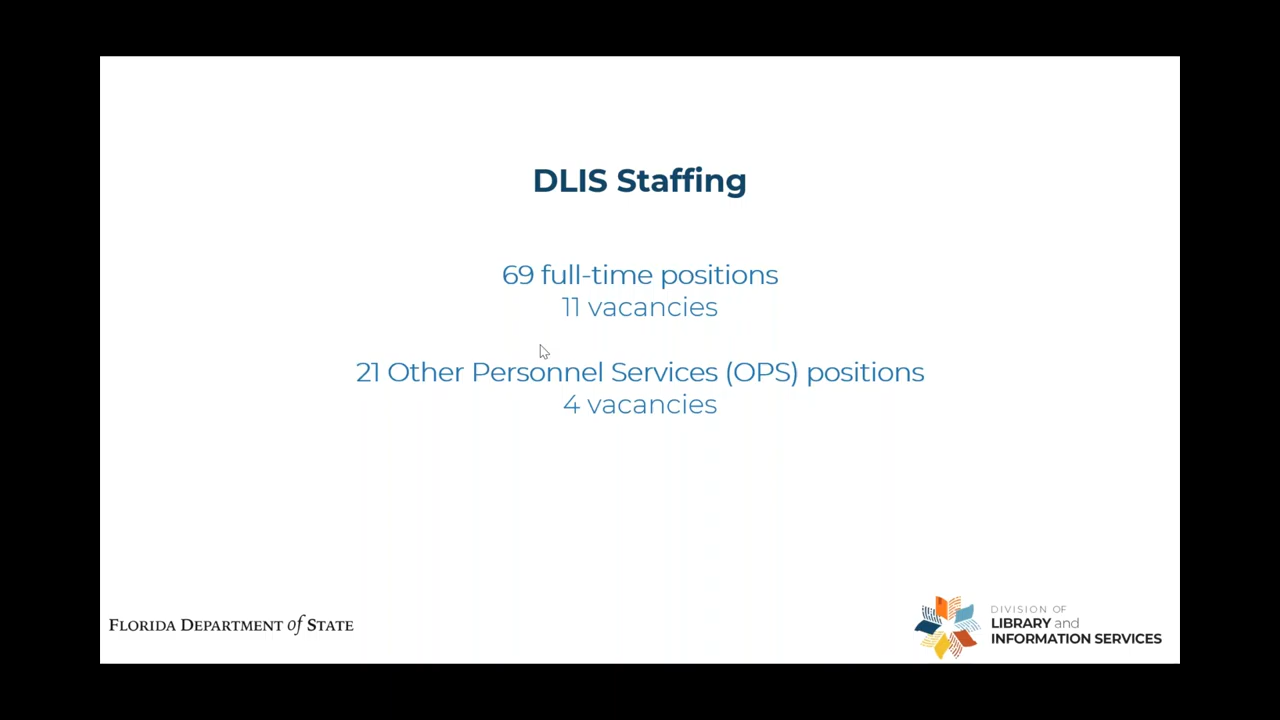 DLIS Staffing
69 full-time positions
11 vacancies
21 Other Personnel Services (OPS) positions
4 vacancies
FLORIDA DEPARTMENT of STATE
DIVISION OF
LIBRARY and
INFORMATION SERVICES